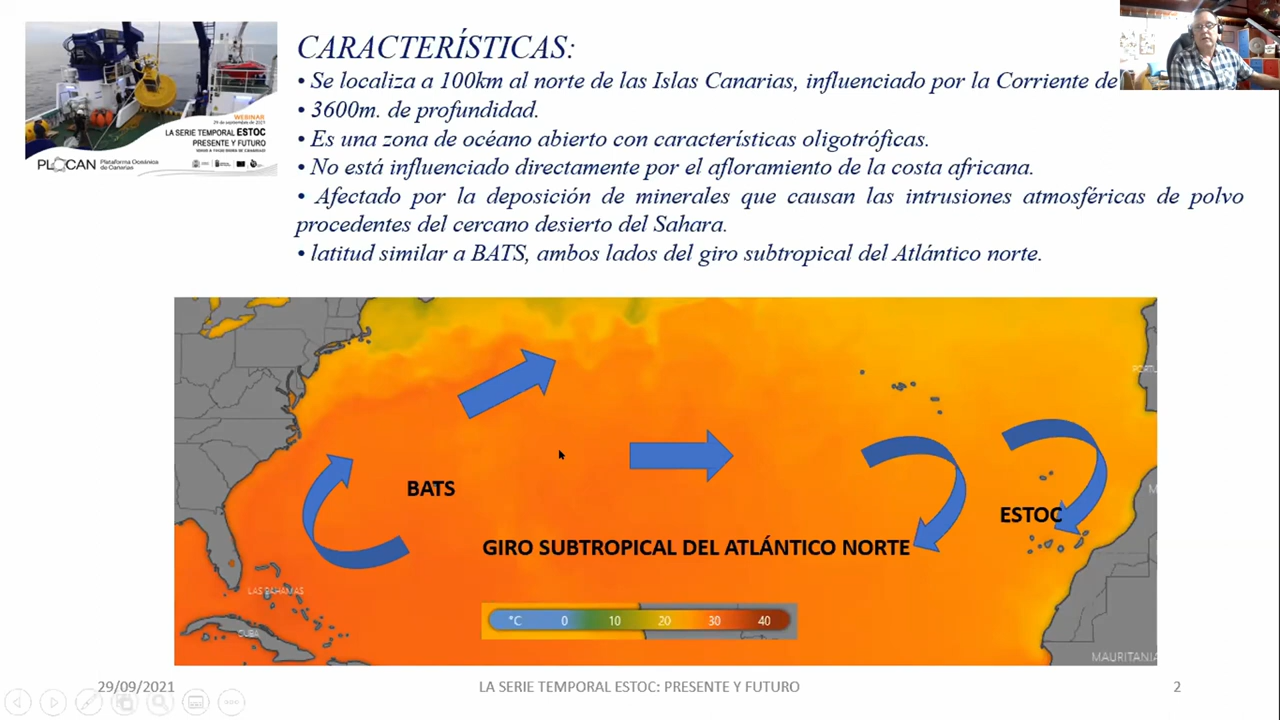 CARACTERÍSTICAS:
• Se localiza a 100km al norte de las Islas Canarias, influenciado por la Corriente de
• 3600m. de profundidad.
• Es una zona de océano abierto con características oligotróficas.
• No está influenciado directamente por el afloramiento de la costa africana.
• Afectado por la deposición de minerales que causan las intrusiones atmosféricas de polvo
procedentes del cercano desierto del Sahara.
• latitud similar a BATS, ambos lados del giro subtropical del Atlántico norte.
WEBINAR
29 de septiembre de 2021
LA SERIE TEMPORAL ESTOC
PRESENTE Y FUTURO
PLOCAN Plataforma Oceánica
de Canarias
BATS
ESTOC
GIRO SUBTROPICAL DEL ATLÁNTICO NORTE
LAS BAHAMAS
CUBA
°C 0 10 20 30 40
MAURITANIA
29/09/2021 LA SERIE TEMPORAL ESTOC: PRESENTE Y FUTURO 2